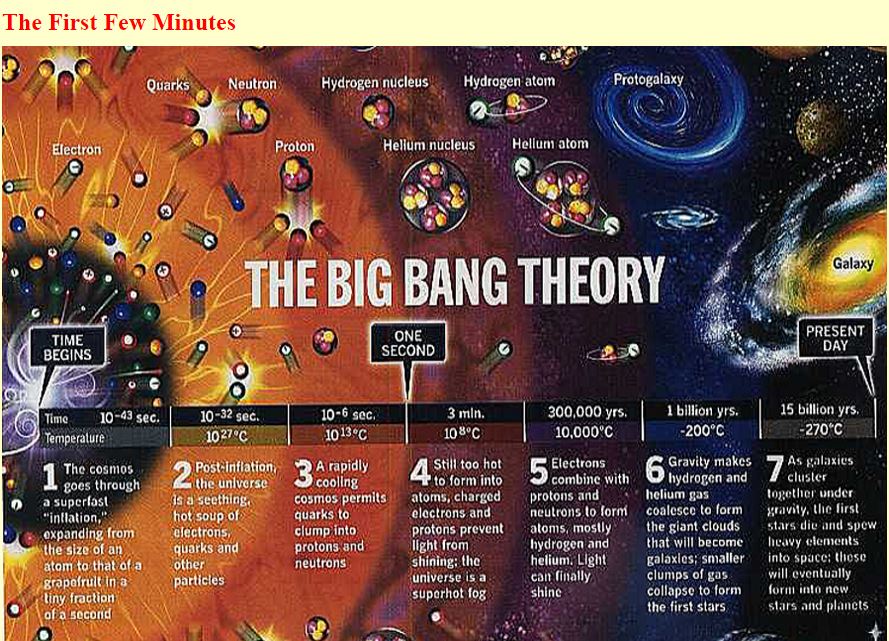 The First Few Minutes
Quarks
Neutron
Hydrogen nucleus
Hydrogen atom
Protogalaxy
Electron
Proton
Helium nucleus
Helium atom
Galaxy
THE BIG BANG THEORY
TIME
BEGINS
ONE
SECOND
PRESENT
DAY
Time 10-43 sec. 10-32 sec. 10-6 sec. 3 min. 300,000 yrs. 1 billion yrs. 15 billion yrs.
Temperature 10 27°C 10 13°C 10 8°C 10,000°C -200°C -270°C
1 The cosmos
goes through
a superfast
"inflation,"
expanding from
the size of an
atom to that of a
grapefruit in a
tiny fraction
of a second
2 Post-inflation,
the universe
is a seething,
hot soup of
electrons,
quarks and
other
particles
3 A rapidly
cooling
cosmos permits
quarks to
clump into
protons and
neutrons
4 Still too hot
to form into
atoms, charged
electrons and
protons prevent
light from
shining; the
universe is a
superhot fog
5 Electrons
combine with
protons and
neutrons to form
atoms, mostly
hydrogen and
helium. Light
can finally
shine
6 Gravity makes
hydrogen and
helium gas
coalesce to form
the giant clouds
that will become
galaxies; smaller
clumps of gas
collapse to form
the first stars
7 As galaxies
cluster
together under
gravity, the first
stars die and spew
heavy elements
into space; these
will eventually
form into new
stars and planets